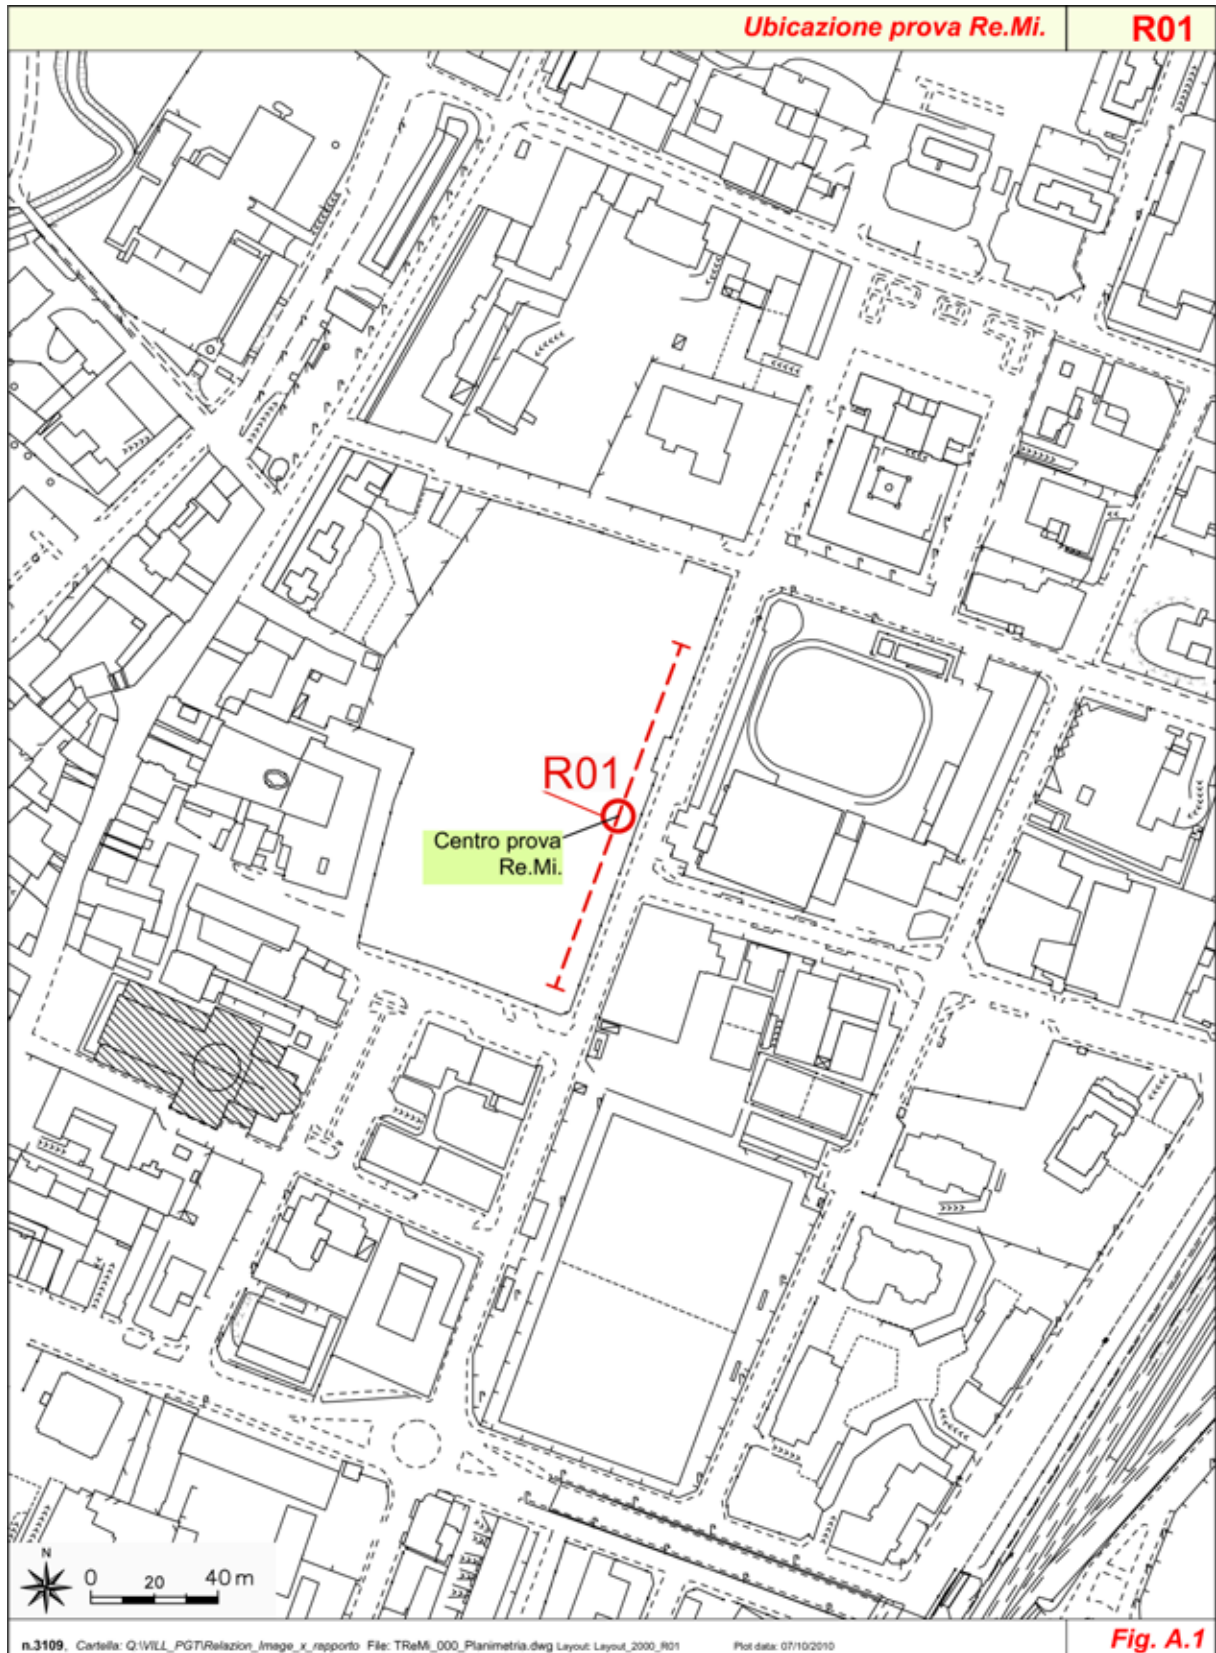 Ubicazione prova Re.Mi.
R01
R01
Centro prova
Re.Mi.
N
0 20 40 m
n.3109, Cartella: Q:\VILL_PGT\Relazion_Image_x_rapporto File: TReMi_000_Planimetria.dwg Layout: Layout_2000_R01 Plot data: 07/10/2010
Fig. A.1